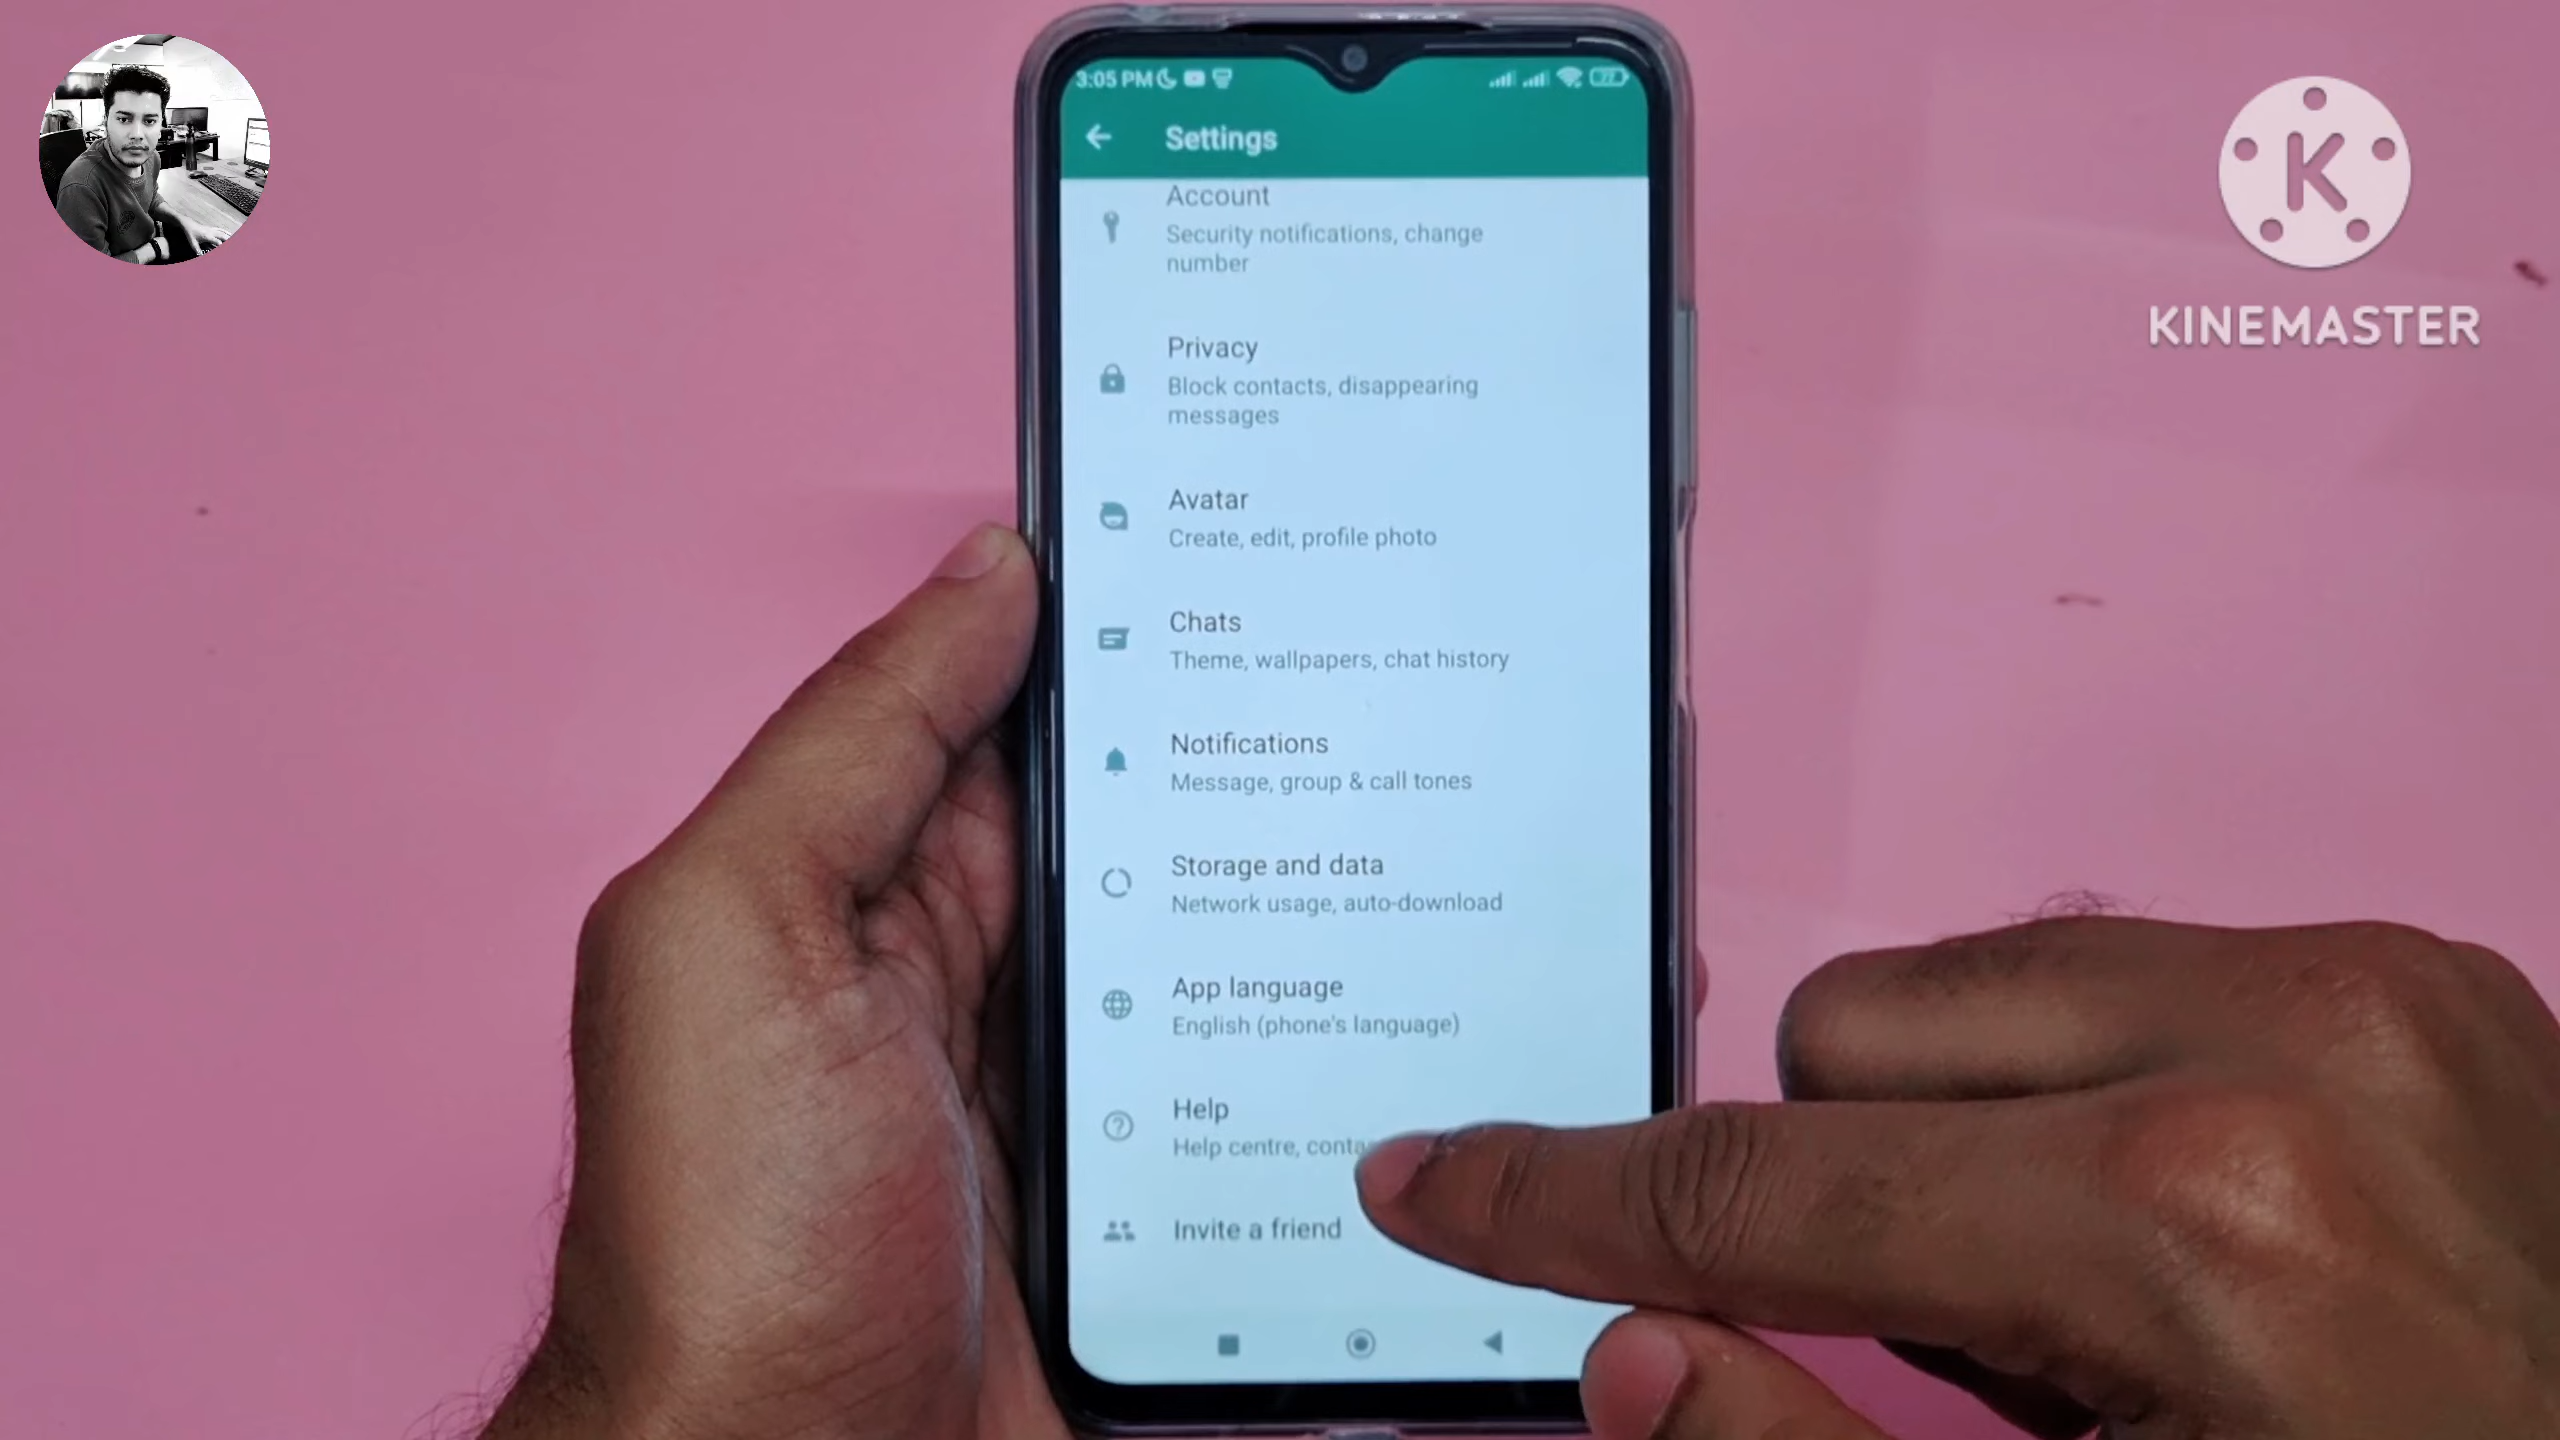 3:05 PM
Settings
Account
Security notifications, change
number
Privacy
Block contacts, disappearing
messages
Avatar
Create, edit, profile photo
Chats
Theme, wallpapers, chat history
Notifications
Message, group & call tones
Storage and data
Network usage, auto-download
App language
English (phone's language)
Help
Help centre, conta
Invite a friend
K
KINEMASTER